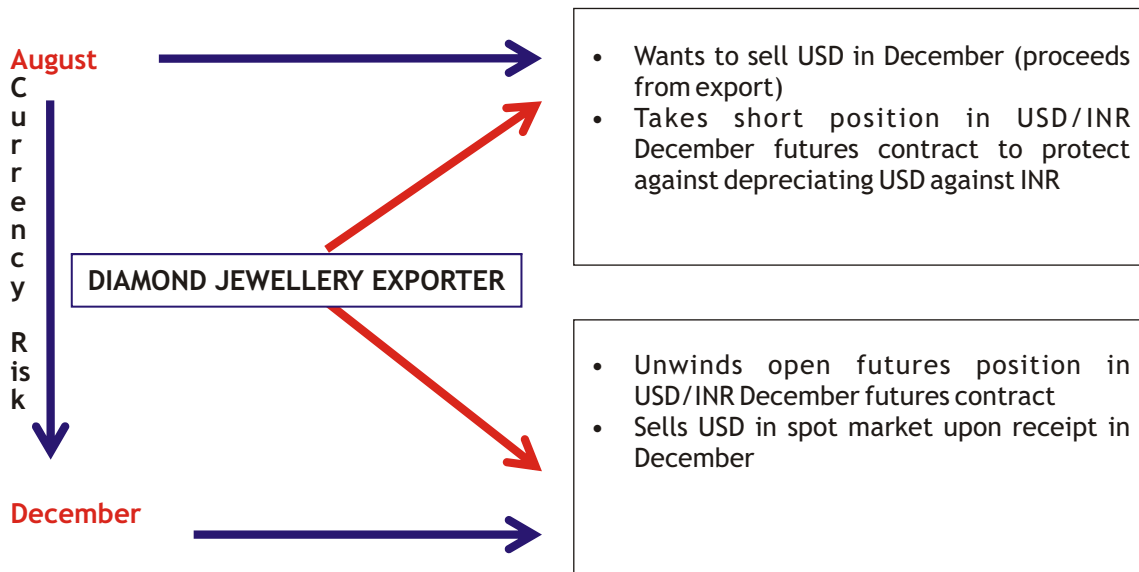 August
• Wants to sell USD in December (proceeds
from export)
• Takes short position in USD/INR
December futures contract to protect
against depreciating USD against INR
C
u
r
r
e
n
c
y
R
is
k
DIAMOND JEWELLERY EXPORTER
• Unwinds open futures position in
USD/INR December futures contract
• Sells USD in spot market upon receipt in
December
December